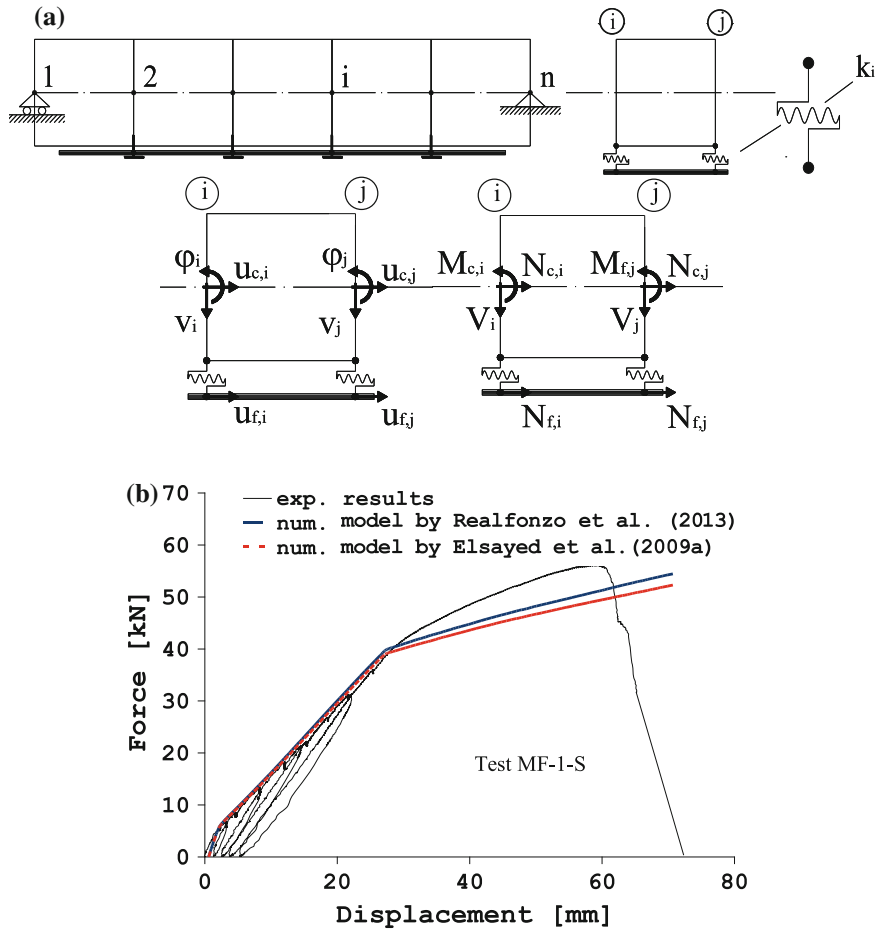 (a)
i j
1 2 i n ki
i j i j
φi uc,i φj uc,j Mc,i Nc,i Mf,j Nc,j
vi vj Vi Vj
uf,i uf,j Nf,i Nf,j
(b)
70
exp. results
num. model by Realfonzo et al. (2013)
60
num. model by Elsayed et al.(2009a)
50
40
30
20
Test MF-1-S
10
0
Force [kN]
0 20 40 60 80
Displacement [mm]